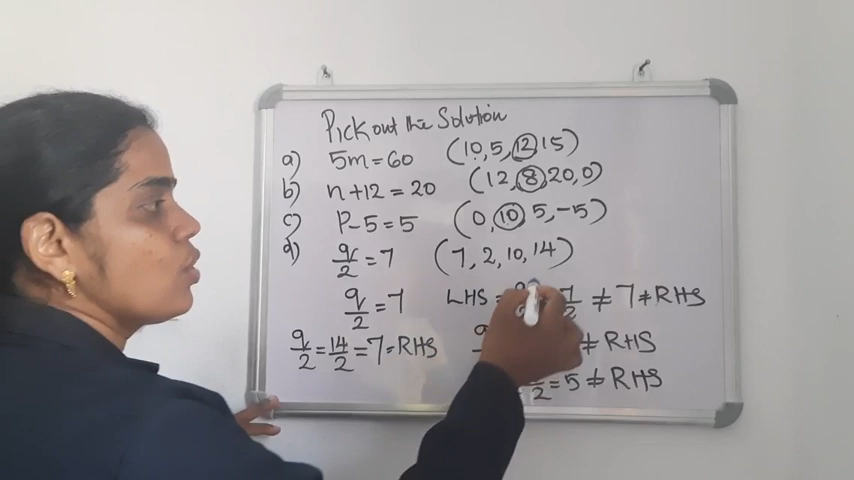 Pick out the Solution
a) 5m = 60 (10, 5, 12, 15)
b) n + 12 = 20 (12, 8, 20, 0)
c) P - 5 = 5 (0, 10, 5, -5)
d) q/2 = 7 (7, 2, 10, 14)
q/2 = 7 LHS = 7/2 ≠ 7 ≠ RHS
q/2 = 14/2 = 7 = RHS ≠ RHS
2 = 5 ≠ RHS